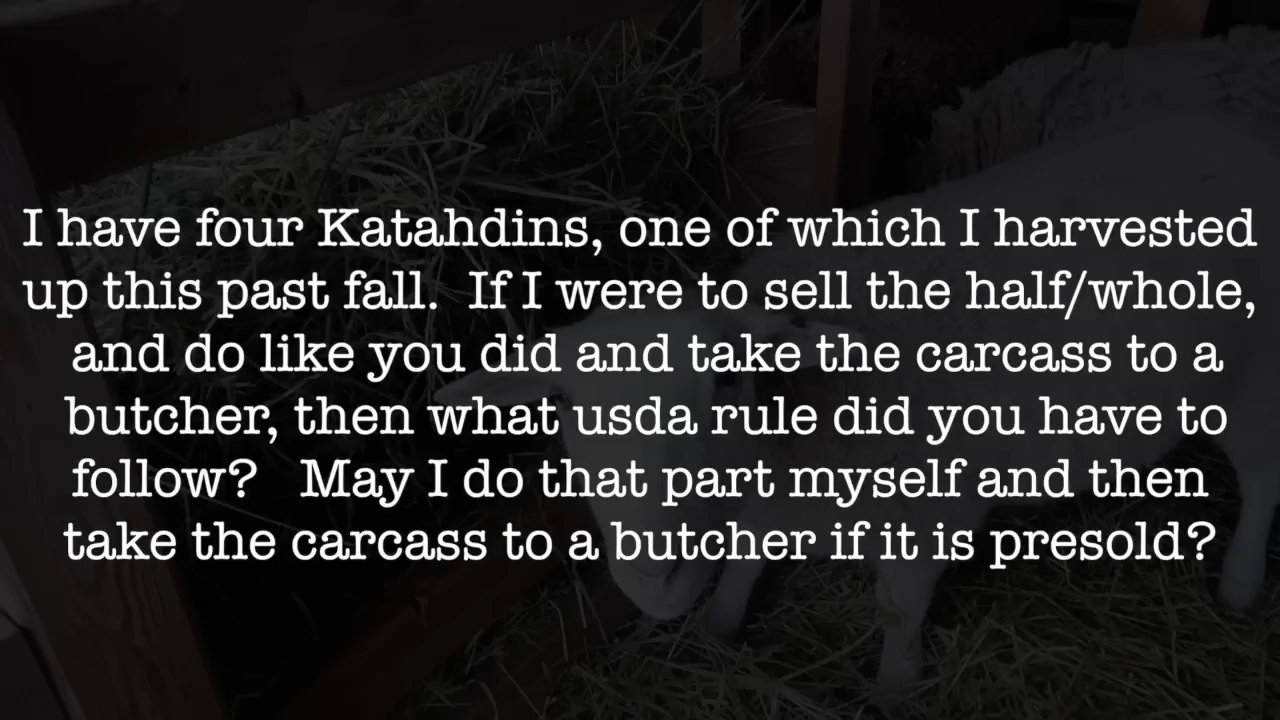 I have four Katahdins, one of which I harvested
up this past fall.  If I were to sell the half/whole,
and do like you did and take the carcass to a
butcher, then what usda rule did you have to
follow?   May I do that part myself and then
take the carcass to a butcher if it is presold?